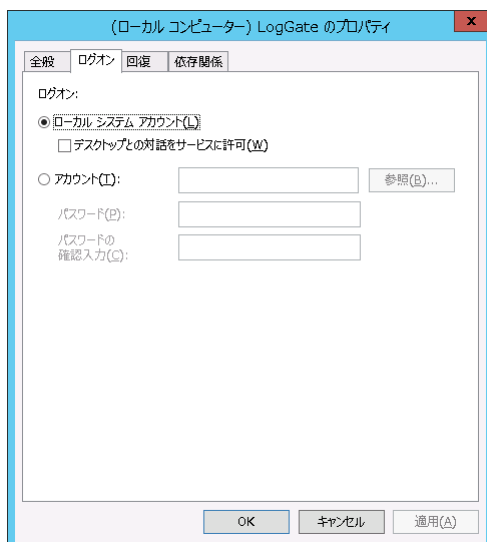 (ローカル コンピューター) LogGate のプロパティ
x
全般 ログオン 回復 依存関係
ログオン:
ローカル システム アカウント(L)
デスクトップとの対話をサービスに許可(W)
アカウント(T): 参照(B)...
パスワード(P):
パスワードの
確認入力(C):
OK キャンセル 適用(A)